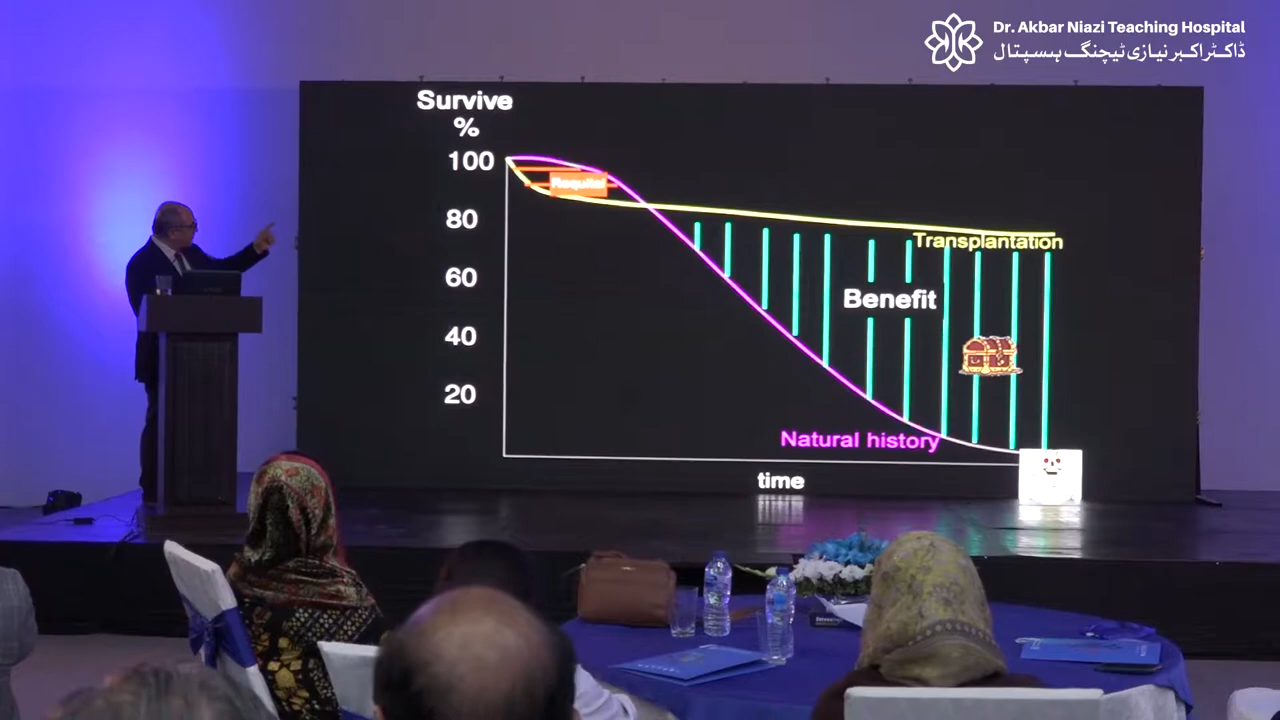 Dr. Akbar Niazi Teaching Hospital
ڈاکٹر اکبر نیازی ٹیچنگ ہسپتال
Survive
%
100
80
60
40
20
Transplantation
Benefit
Natural history
time